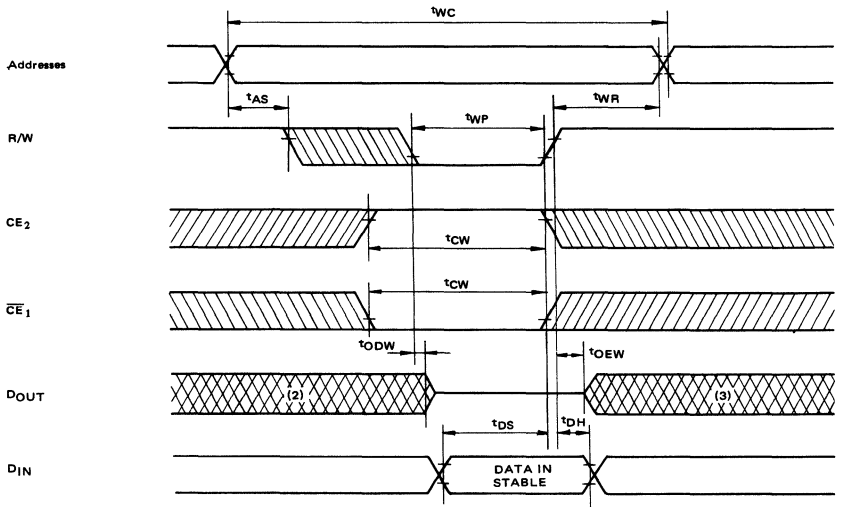 tWC
Addresses
tAS
tWR
tWP
R/W
CE2
tCW
tCW
CE1
tODW
tOEW
DOUT
(2)
(3)
tDS
tDH
DIN
DATA IN
STABLE